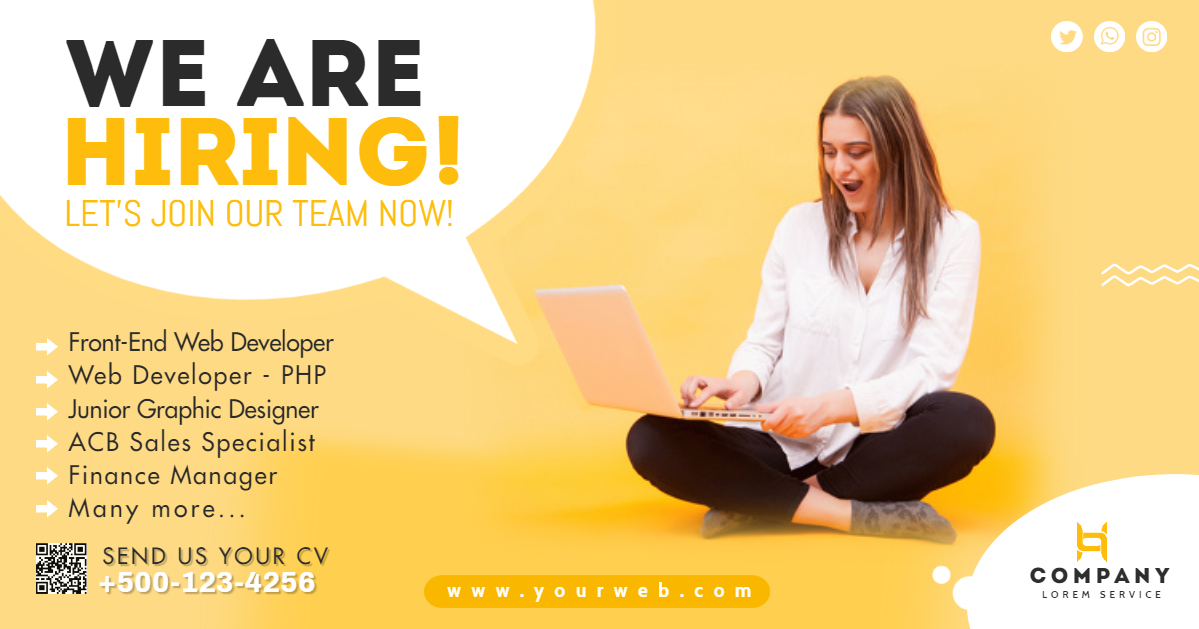 WE ARE
HIRING!
LET'S JOIN OUR TEAM NOW!
Front-End Web Developer
Web Developer - PHP
Junior Graphic Designer
ACB Sales Specialist
Finance Manager
Many more...
SEND US YOUR CV
+500-123-4256
www.yourweb.com
COMPANY
LOREM SERVICE